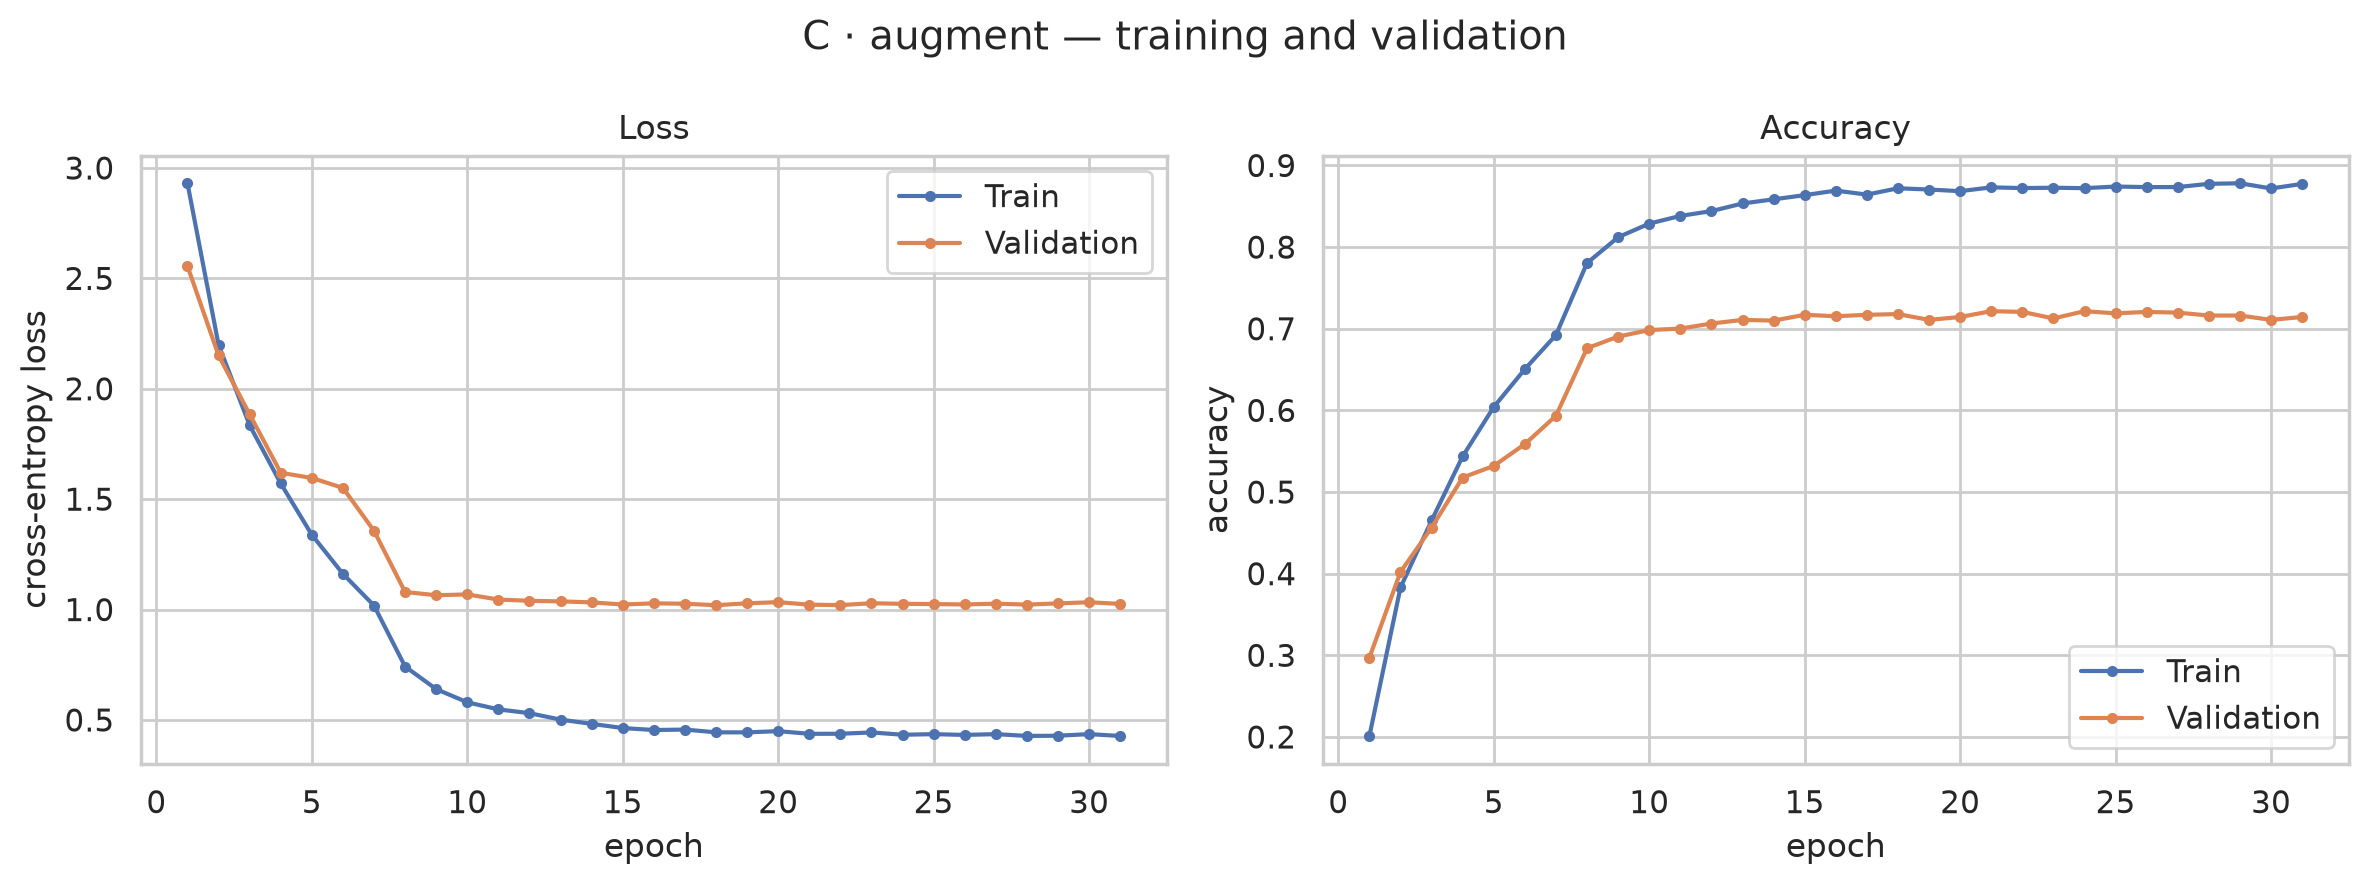 C · augment — training and validation
Loss
3.0
2.5
2.0
1.5
1.0
0.5
cross-entropy loss
Train
Validation
0 5 10 15 20 25 30
epoch
Accuracy
0.9
0.8
0.7
0.6
0.5
0.4
0.3
0.2
accuracy
Train
Validation
0 5 10 15 20 25 30
epoch